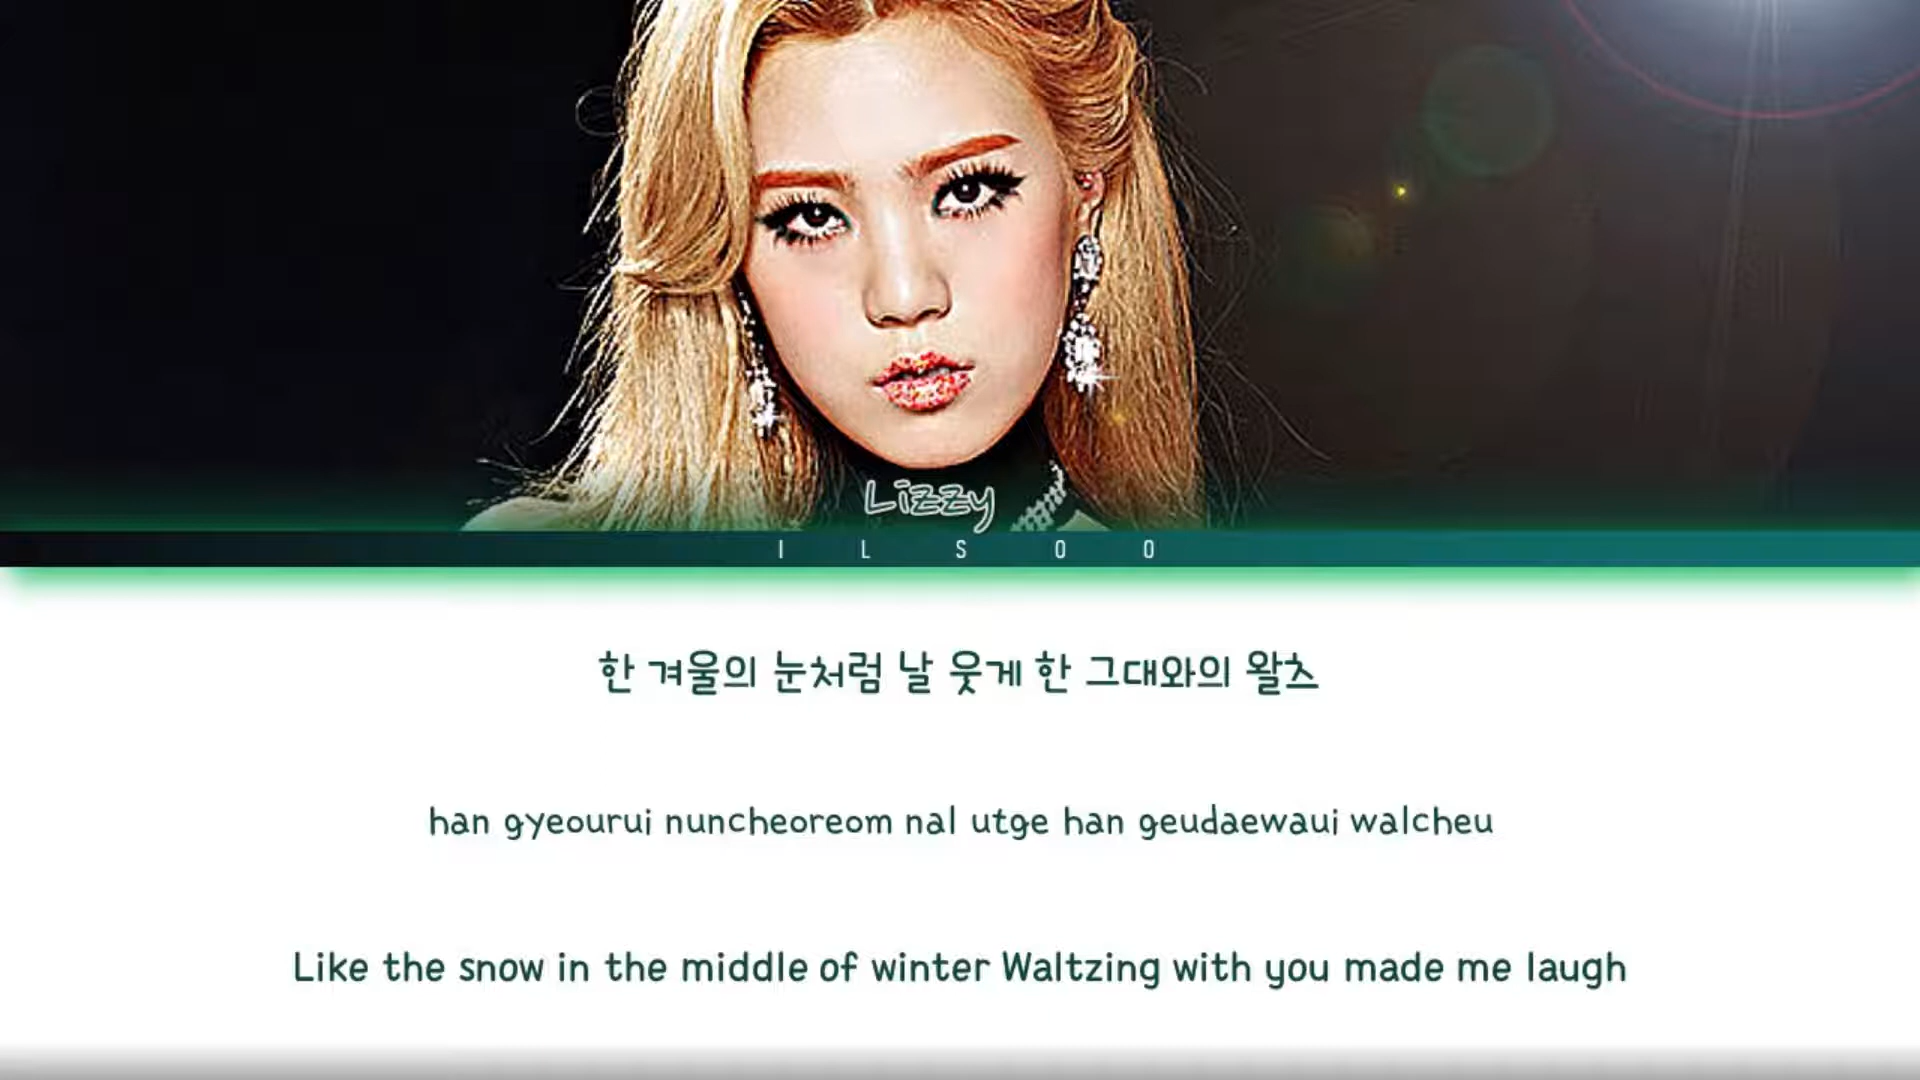 Lizzy
ILSOO
한 겨울의 눈처럼 날 웃게 한 그대와의 왈츠
han gyeourui nuncheoreom nal utge han geudaewaui walcheu
Like the snow in the middle of winter Waltzing with you made me laugh